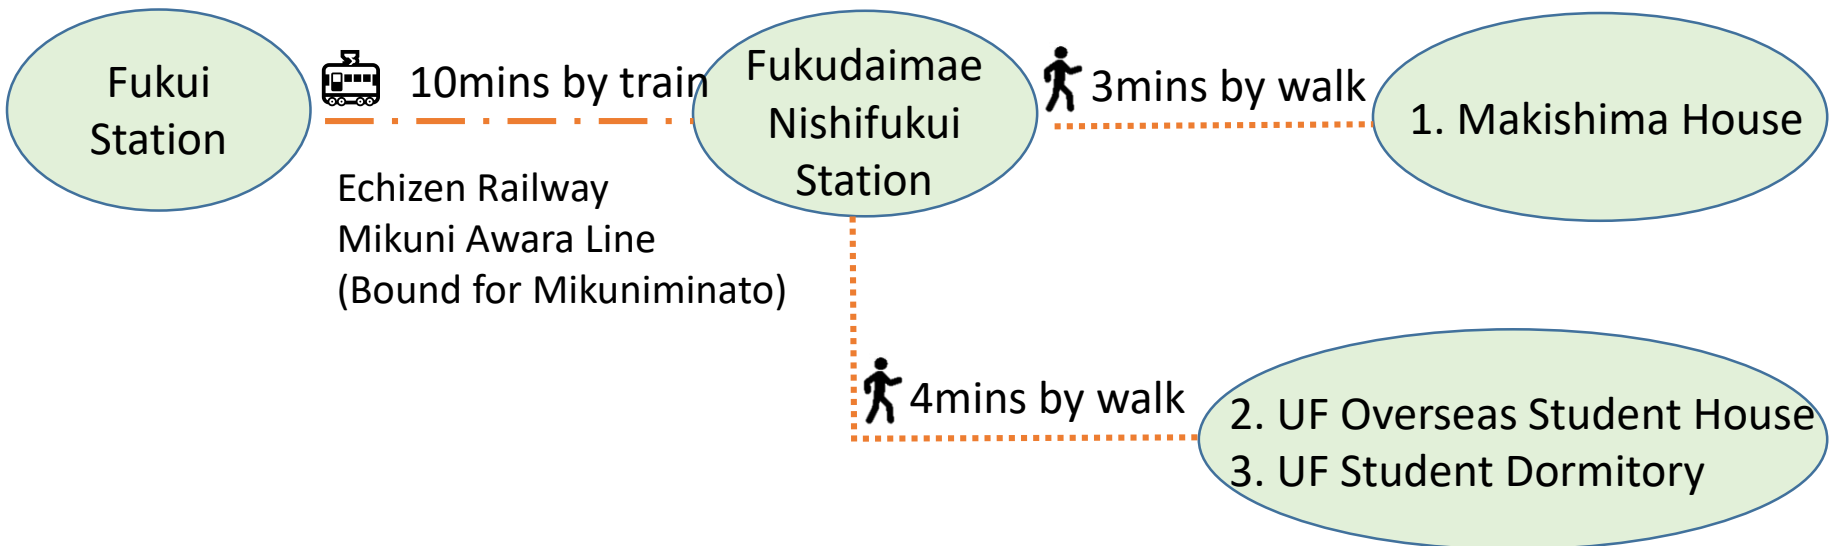 Fukui
Station
10mins by train
Echizen Railway
Mikuni Awara Line
(Bound for Mikuniminato)
Fukudaimae
Nishifukui
Station
3mins by walk
1. Makishima House
4mins by walk
2. UF Overseas Student House
3. UF Student Dormitory